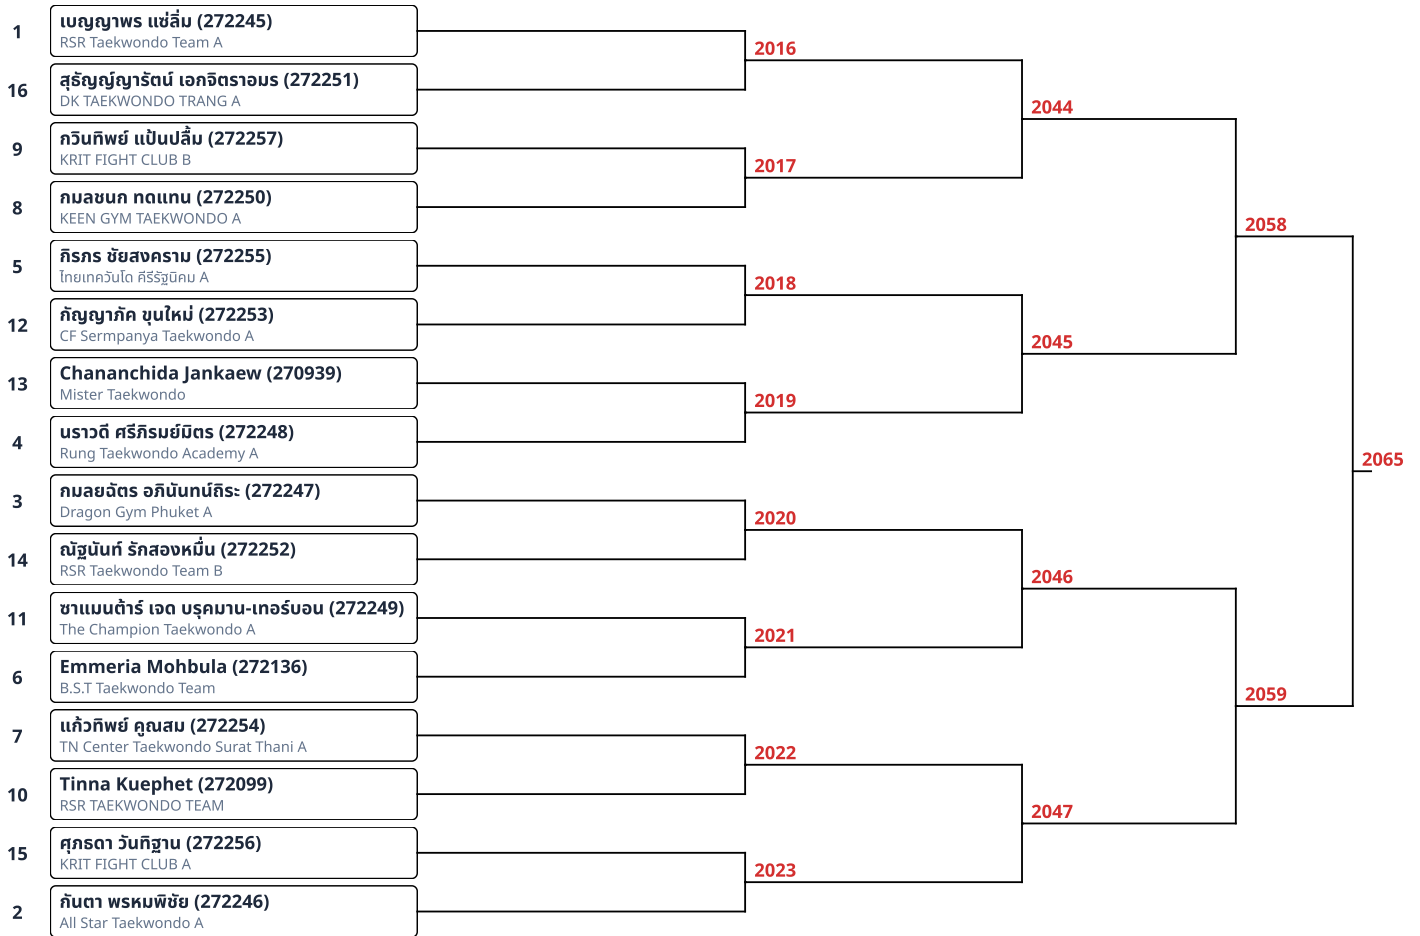 1
เบญญาพร แซ่ลิ่ม (272245)
RSR Taekwondo Team A
16
สุธัญญ์ญารัตน์ เอกจิตราอมร (272251)
DK TAEKWONDO TRANG A
2016
9
กวินทิพย์ แป้นปลื้ม (272257)
KRIT FIGHT CLUB B
8
กมลชนก ทดแทน (272250)
KEEN GYM TAEKWONDO A
2017
2044
5
ภิรภร ชัยสงคราม (272255)
ไทยเทควันโด คีรีรัฐนิคม A
12
กัญญาภัค ขุนใหม่ (272253)
CF Sermpanya Taekwondo A
2018
13
Chananchida Jankaew (270939)
Mister Taekwondo
4
นราวดี ศรีภิรมย์มิตร (272248)
Rung Taekwondo Academy A
2019
2045
2058
3
กมลยฉัตร อภินันทน์ถิระ (272247)
Dragon Gym Phuket A
14
ณัฐนันท์ รักสองหมื่น (272252)
RSR Taekwondo Team B
2020
11
ซาแมนต้าร์ เจด บรุคมาน-เทอร์บอน (272249)
The Champion Taekwondo A
6
Emmeria Mohbula (272136)
B.S.T Taekwondo Team
2021
2046
7
แก้วทิพย์ คูณสม (272254)
TN Center Taekwondo Surat Thani A
10
Tinna Kuephet (272099)
RSR TAEKWONDO TEAM
2022
15
ศุภธดา วันทิฐาน (272256)
KRIT FIGHT CLUB A
2
กันตา พรหมพิชัย (272246)
All Star Taekwondo A
2023
2047
2059
2065